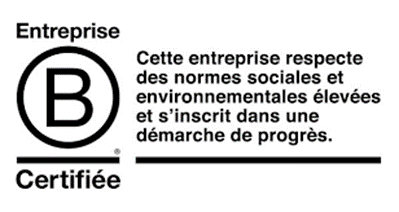 Entreprise
B
®
Certifiée
Cette entreprise respecte
des normes sociales et
environnementales élevées
et s’inscrit dans une
démarche de progrès.